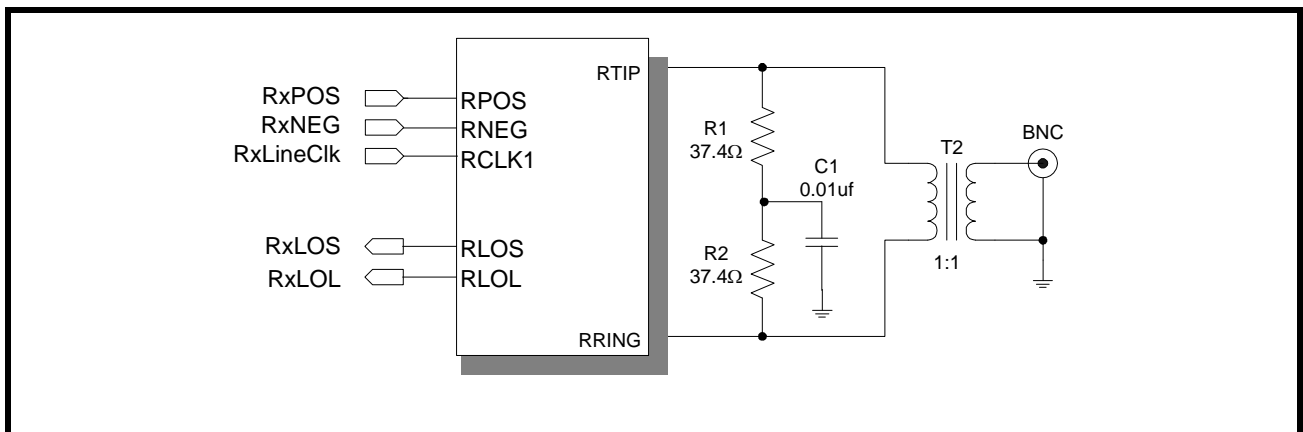 RxPOS
RxNEG
RxLineClk
RxLOS
RxLOL
RPOS
RNEG
RCLK1
RLOS
RLOL
RTIP
RRING
R1
37.4Ω
R2
37.4Ω
C1
0.01uf
T2
1:1
BNC